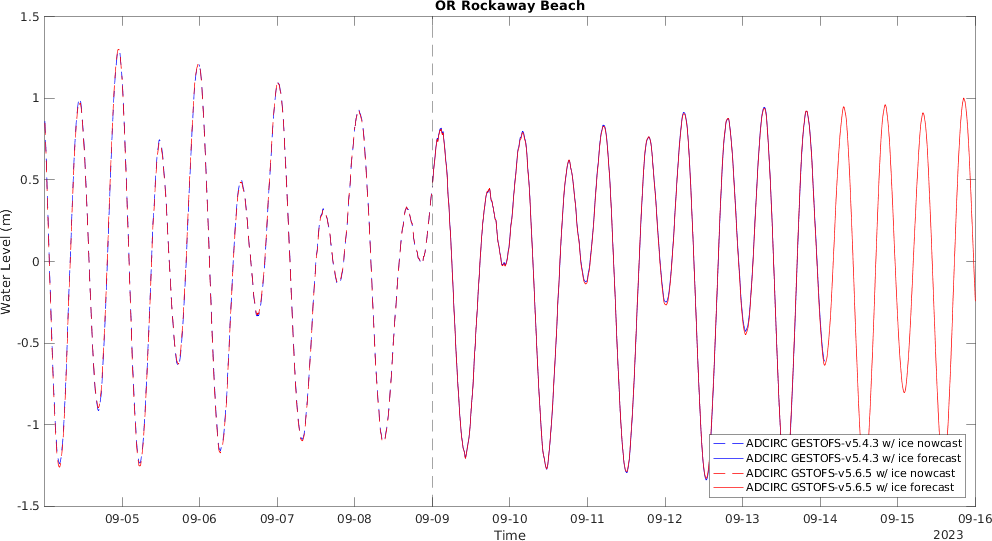 OR Rockaway Beach
1.5
1
0.5
0
-0.5
-1
-1.5
Water Level (m)
ADCIRC GESTOFS-v5.4.3 w/ ice nowcast
ADCIRC GESTOFS-v5.4.3 w/ ice forecast
ADCIRC GSTOFS-v5.6.5 w/ ice nowcast
ADCIRC GSTOFS-v5.6.5 w/ ice forecast
09-05 09-06 09-07 09-08 09-09 09-10 09-11 09-12 09-13 09-14 09-15 09-16
Time
2023